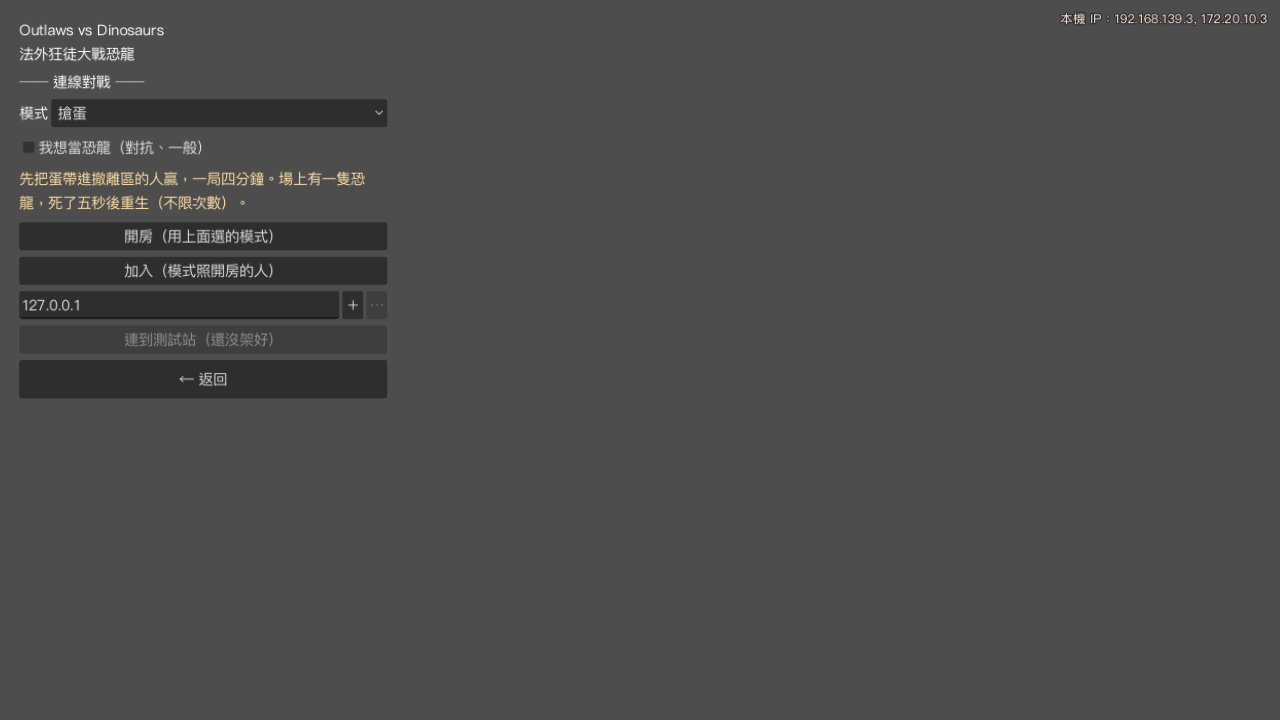 Outlaws vs Dinosaurs
本機 IP：192.168.139.3, 172.20.10.3
法外狂徒大戰恐龍
—— 連線對戰 ——
模式 搶蛋
我想當恐龍（對抗、一般）
先把蛋帶進撤離區的人贏，一局四分鐘。場上有一隻恐
龍，死了五秒後重生（不限次數）。
開房（用上面選的模式）
加入（模式照開房的人）
127.0.0.1 + ...
連到測試站（還沒架好）
← 返回